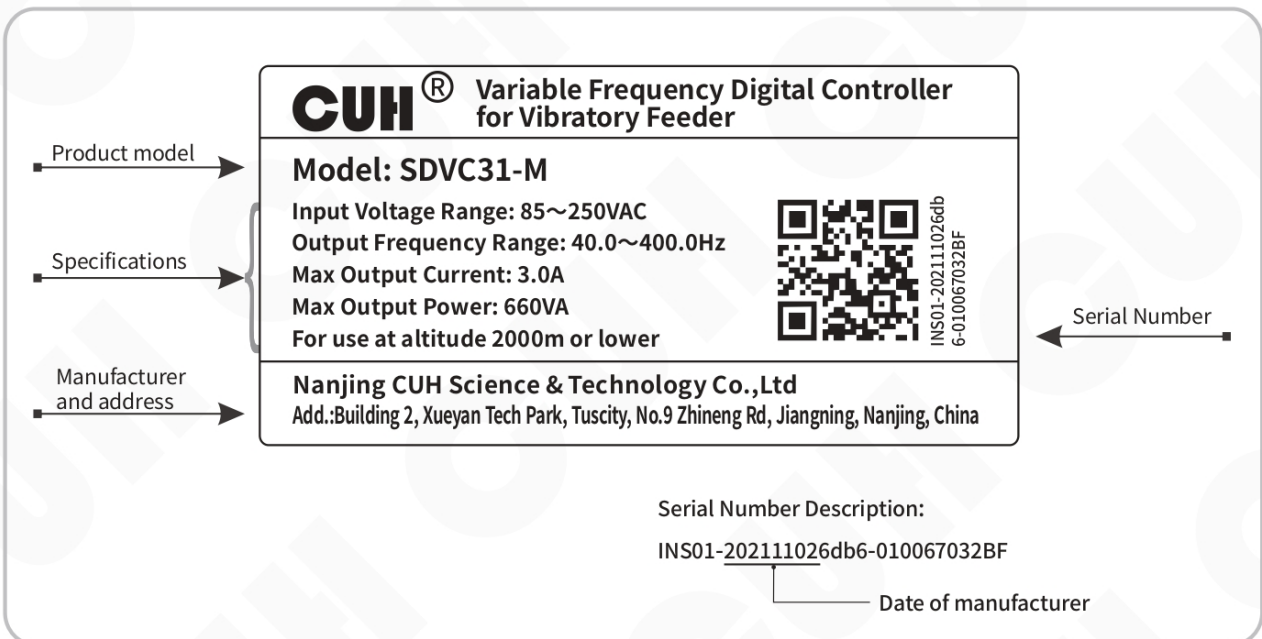 CUH®
Variable Frequency Digital Controller
for Vibratory Feeder
Product model
Model: SDVC31-M
Specifications
Input Voltage Range: 85～250VAC
Output Frequency Range: 40.0～400.0Hz
Max Output Current: 3.0A
Max Output Power: 660VA
For use at altitude 2000m or lower
INS01-202111026db
6-010067032BF
Serial Number
Manufacturer
and address
Nanjing CUH Science & Technology Co.,Ltd
Add.:Building 2, Xueyan Tech Park, Tuscity, No.9 Zhineng Rd, Jiangning, Nanjing, China
Serial Number Description:
INS01-202111026db6-010067032BF
Date of manufacturer